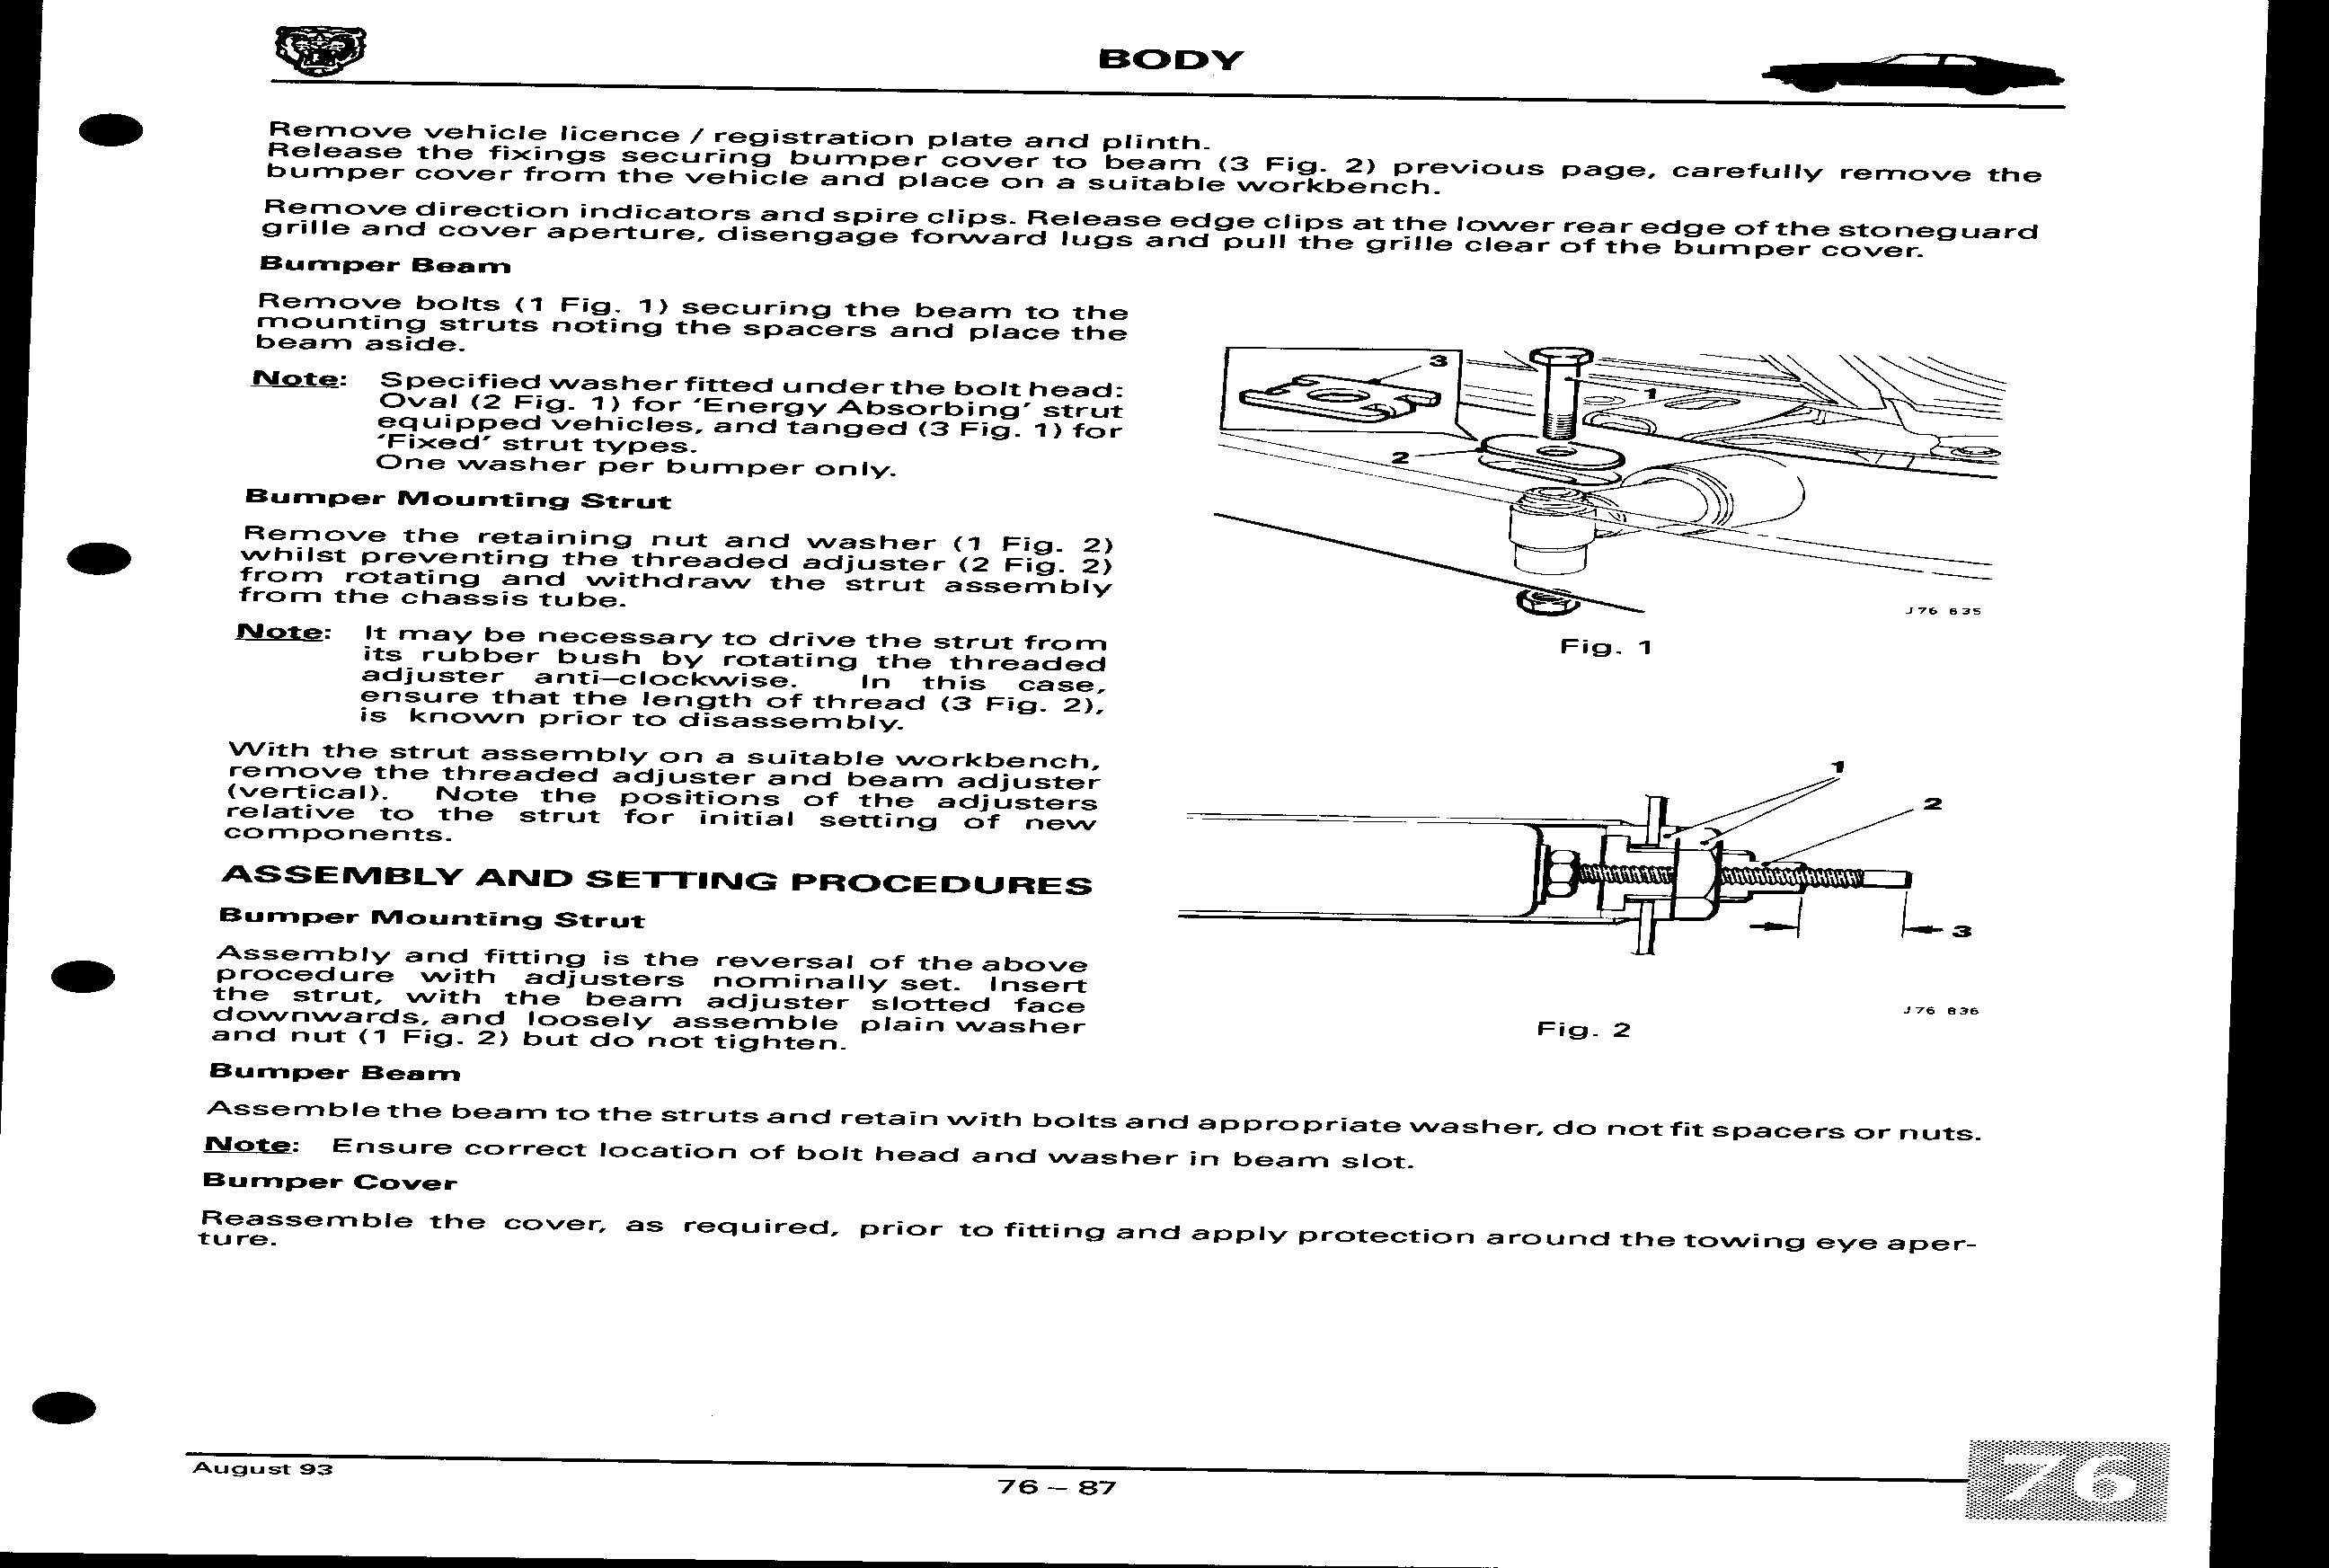 BODY
Remove vehicle licence / registration plate and plinth.
Release the fixings securing bumper cover to beam (3 Fig. 2) previous page, carefully remove the
bumper cover from the vehicle and place on a suitable workbench.
Remove direction indicators and spire clips. Release edge clips at the lower rear edge of the stoneguard
grille and cover aperture, disengage forward lugs and pull the grille clear of the bumper cover.
Bumper Beam
Remove bolts (1 Fig. 1) securing the beam to the
mounting struts noting the spacers and place the
beam aside.
Note: Specified washer fitted under the bolt head:
Oval (2 Fig. 1) for 'Energy Absorbing' strut
equipped vehicles, and tanged (3 Fig. 1) for
'Fixed' strut types.
One washer per bumper only.
Bumper Mounting Strut
Remove the retaining nut and washer (1 Fig. 2)
whilst preventing the threaded adjuster (2 Fig. 2)
from rotating and withdraw the strut assembly
from the chassis tube.
Note: It may be necessary to drive the strut from
its rubber bush by rotating the threaded
adjuster anti–clockwise. In this case,
ensure that the length of thread (3 Fig. 2),
is known prior to disassembly.
With the strut assembly on a suitable workbench,
remove the threaded adjuster and beam adjuster
(vertical). Note the positions of the adjusters
relative to the strut for initial setting of new
components.
3
1
2
J76 835
Fig. 1
1
2
3
J76 836
Fig. 2
ASSEMBLY AND SETTING PROCEDURES
Bumper Mounting Strut
Assembly and fitting is the reversal of the above
procedure with adjusters nominally set. Insert
the strut, with the beam adjuster slotted face
downwards, and loosely assemble plain washer
and nut (1 Fig. 2) but do not tighten.
Bumper Beam
Assemble the beam to the struts and retain with bolts and appropriate washer, do not fit spacers or nuts.
Note: Ensure correct location of bolt head and washer in beam slot.
Bumper Cover
Reassemble the cover, as required, prior to fitting and apply protection around the towing eye aper-
ture.
August 93
76 – 87
76